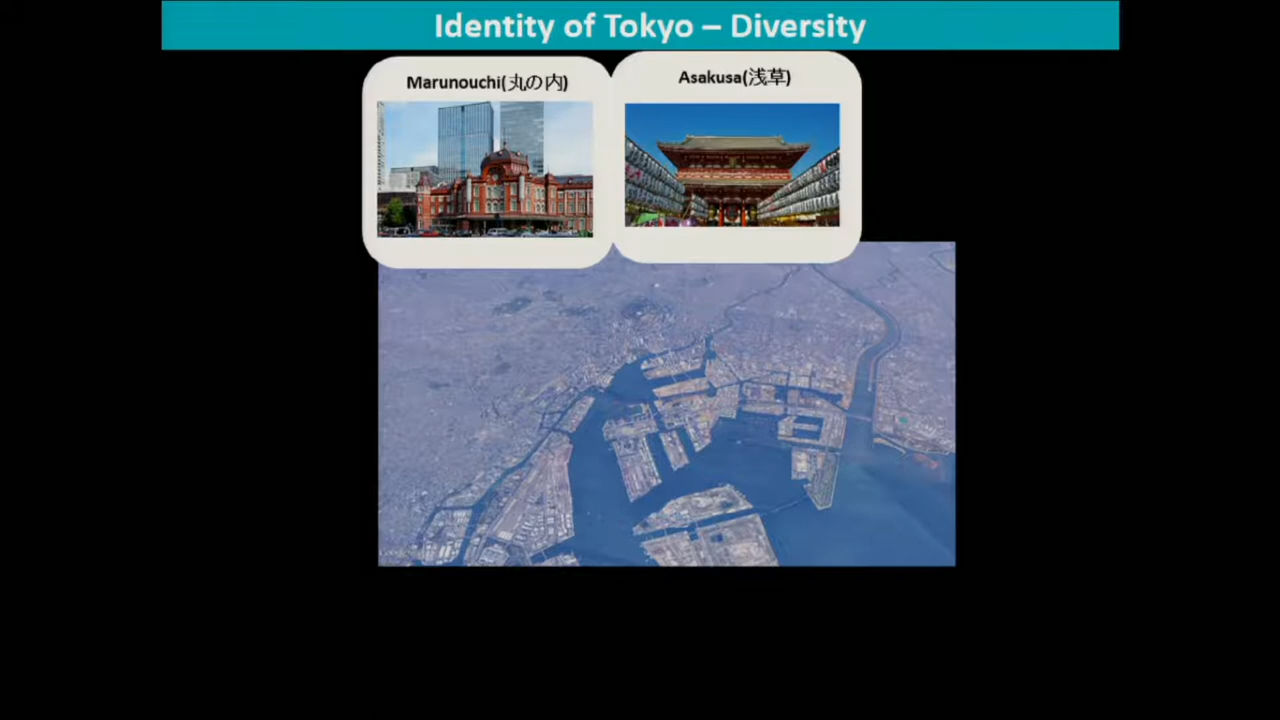 Identity of Tokyo – Diversity
Marunouchi(丸の内)
Asakusa(浅草)